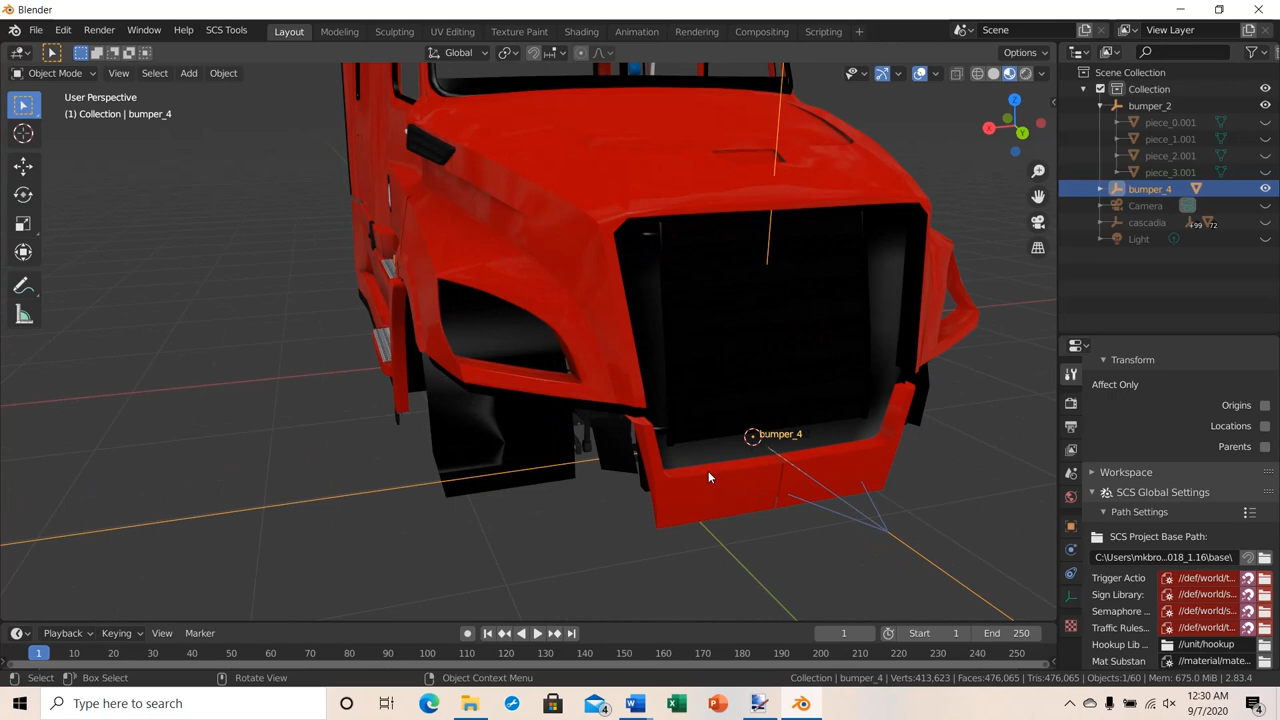 Blender
File Edit Render Window Help SCS Tools Layout Modeling Sculpting UV Editing Texture Paint Shading Animation Rendering Compositing Scripting + Scene View Layer
Global Options
Object Mode View Select Add Object
User Perspective
(1) Collection | bumper_4
bumper_4
X
Y
Z
Scene Collection
Collection
bumper_2
piece_0.001
piece_1.001
piece_2.001
piece_3.001
bumper_4
Camera
cascadia +99 72
Light
Transform
Affect Only
Origins
Locations
Parents
Workspace
SCS Global Settings
Path Settings
SCS Project Base Path:
C:\Users\mkbro...018_1.16\base\
Trigger Actio //def/world/t...
Sign Library: //def/world/s...
Semaphore //def/world/s...
Traffic Rules... //def/world/t...
Hookup Lib ... //unit/hookup
Mat Substan //material/mate...
Playback Keying View Marker 1 Start 1 End 250
1 10 20 30 40 50 60 70 80 90 100 110 120 130 140 150 160 170 180 190 200 210 220 230 240 250
Select Box Select Rotate View Object Context Menu Collection | bumper_4 | Verts:413,623 | Faces:476,065 | Tris:476,065 | Objects:1/60 | Mem: 675.0 MiB | 2.83.4
Type here to search 4 12:30 AM
9/7/2020 4